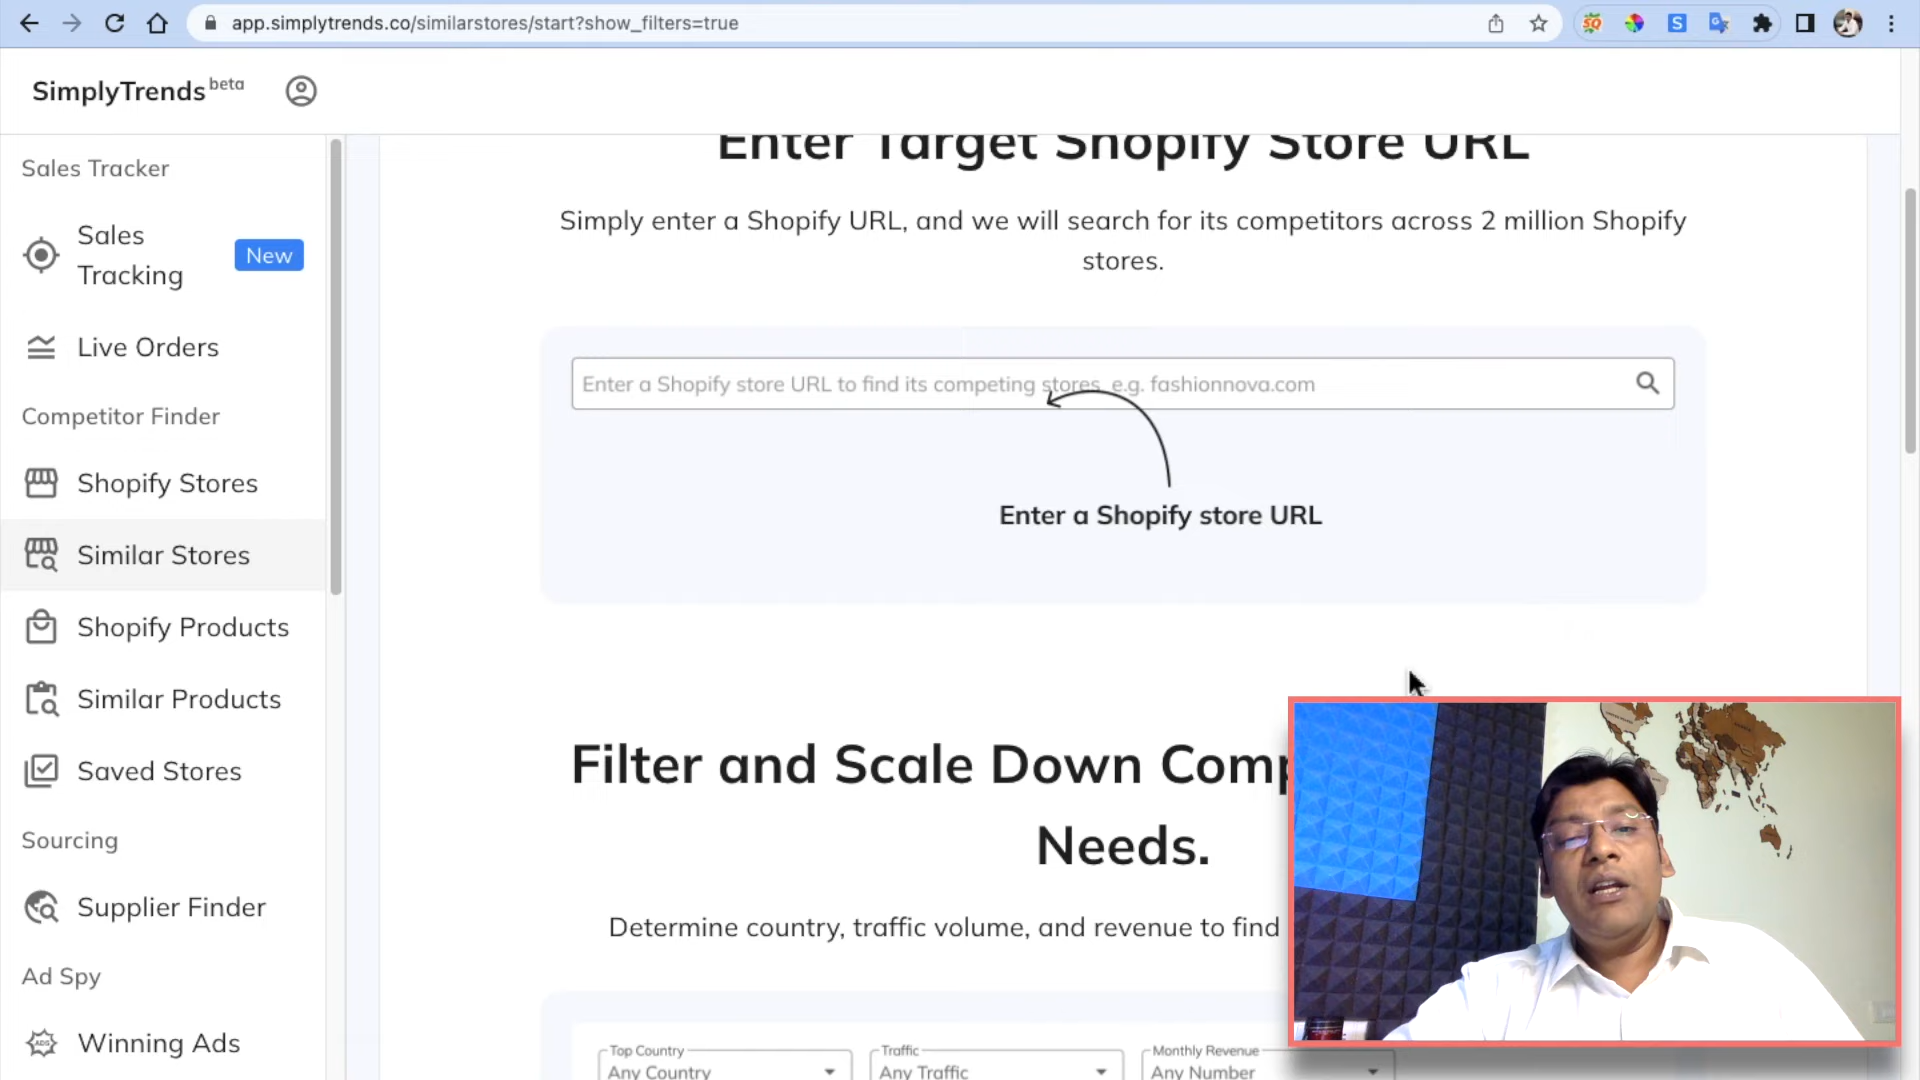 app.simplytrends.co/similarstores/start?show_filters=true
SimplyTrends beta
Sales Tracker
Sales
Tracking
New
Live Orders
Competitor Finder
Shopify Stores
Similar Stores
Shopify Products
Similar Products
Saved Stores
Sourcing
Supplier Finder
Ad Spy
Winning Ads
Enter Target Shopify Store URL
Simply enter a Shopify URL, and we will search for its competitors across 2 million Shopify
stores.
Enter a Shopify store URL to find its competing stores, e.g. fashionnova.com
Enter a Shopify store URL
Filter and Scale Down Comp
Needs.
Determine country, traffic volume, and revenue to find
Top Country
Any Country
Traffic
Any Traffic
Monthly Revenue
Any Number